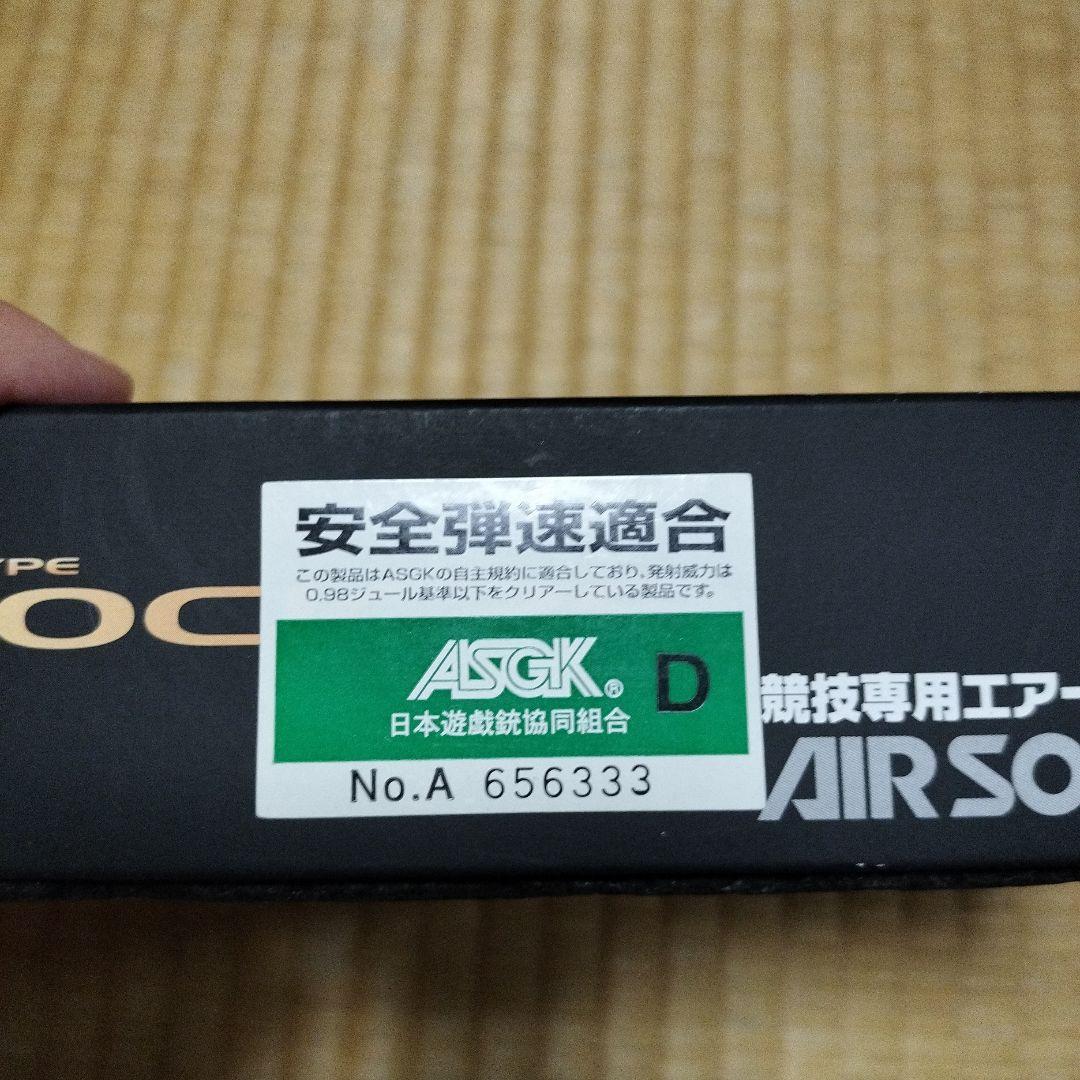 安全弾速適合
この製品はASGKの自主規約に適合しており、発射威力は
0.98ジュール基準以下をクリアーしている製品です。
YPE
OC
ASGK® D
日本遊戯銃協同組合
No.A 656333
競技専用エアー
AIR SO